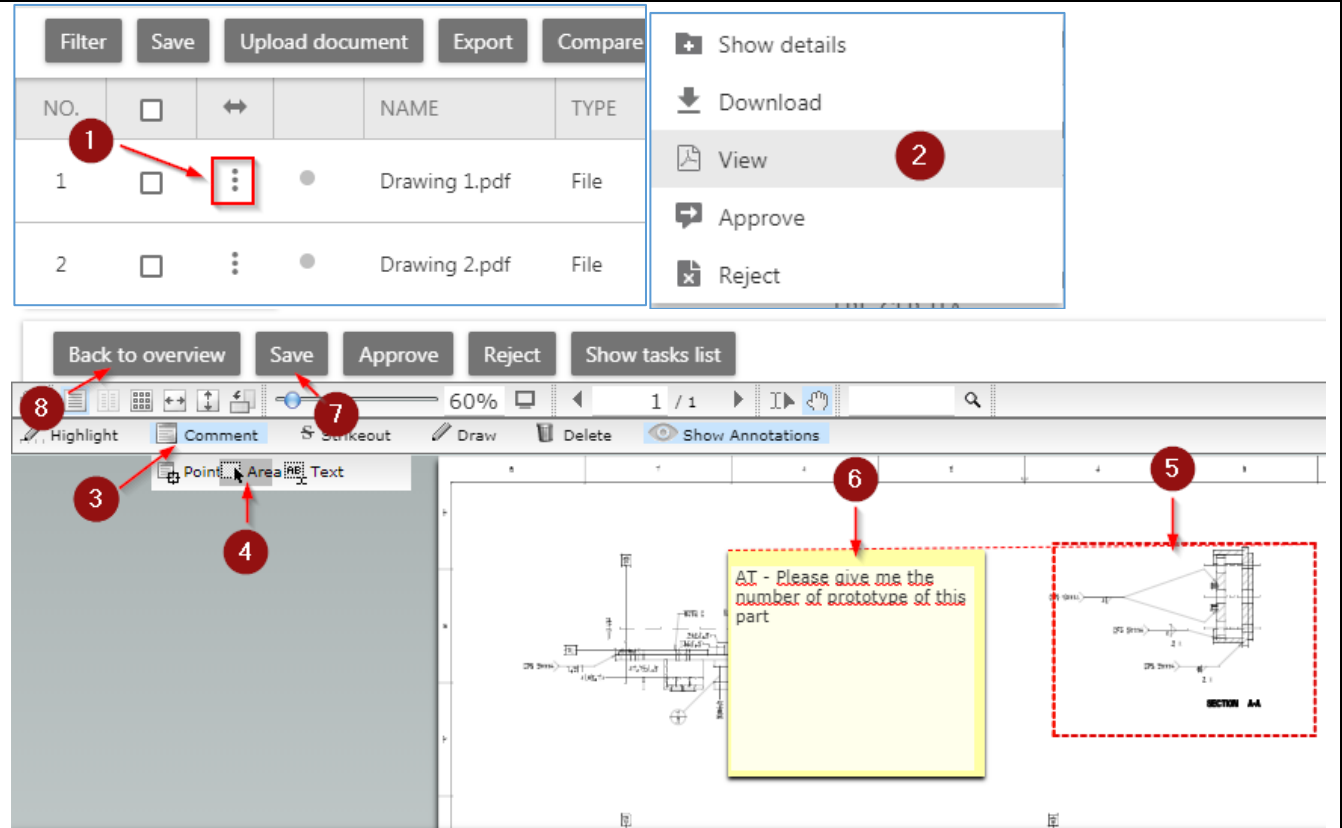 Filter Save Upload document Export Compare
NO. NAME TYPE
1
1 Drawing 1.pdf File
2 Drawing 2.pdf File
Show details
Download
View 2
Approve
Reject
Back to overview Save Approve Reject Show tasks list
8 7 60% 1 / 1
Highlight Comment Strikeout Draw Delete Show Annotations
Point Area Text
3
4
6
5
AT - Please give me the
number of prototype of this
part
SECTION A-A